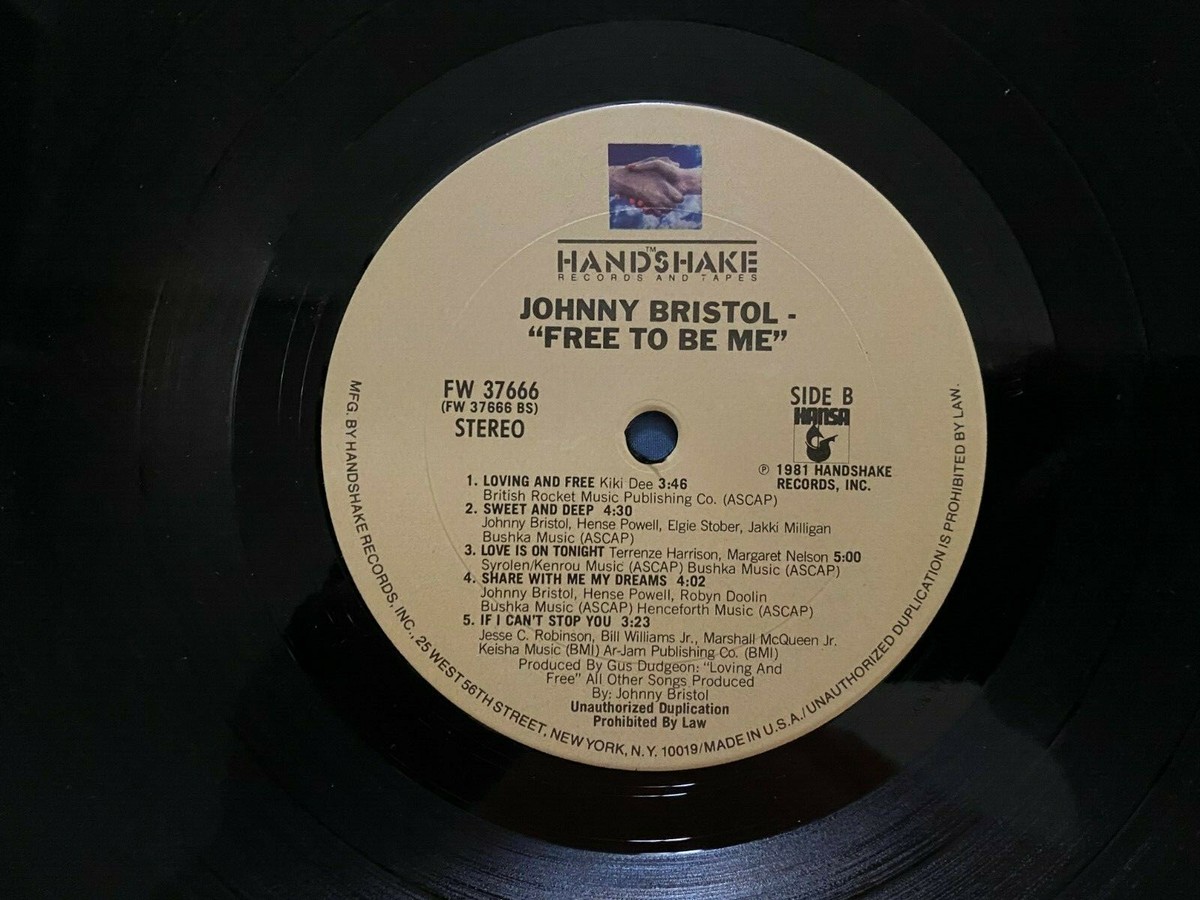 HANDSHAKE™
RECORDS AND TAPES
JOHNNY BRISTOL -
“FREE TO BE ME”
FW 37666
(FW 37666 BS)
STEREO
SIDE B
HANSA
℗ 1981 HANDSHAKE
RECORDS, INC.
1. LOVING AND FREE Kiki Dee 3:46
British Rocket Music Publishing Co. (ASCAP)
2. SWEET AND DEEP 4:30
Johnny Bristol, Hense Powell, Elgie Stober, Jakki Milligan
Bushka Music (ASCAP)
3. LOVE IS ON TONIGHT Terrenze Harrison, Margaret Nelson 5:00
Syrolen/Kenrou Music (ASCAP) Bushka Music (ASCAP)
4. SHARE WITH ME MY DREAMS 4:02
Johnny Bristol, Hense Powell, Robyn Doolin
Bushka Music (ASCAP) Henceforth Music (ASCAP)
5. IF I CAN'T STOP YOU 3:23
Jesse C. Robinson, Bill Williams Jr., Marshall McQueen Jr.
Keisha Music (BMI) Ar-Jam Publishing Co. (BMI)
Produced By Gus Dudgeon: “Loving And
Free” All Other Songs Produced
By: Johnny Bristol
Unauthorized Duplication
Prohibited By Law
MFG. BY HANDSHAKE RECORDS, INC., 25 WEST 56TH STREET, NEW YORK, N.Y. 10019/MADE IN U.S.A./UNAUTHORIZED DUPLICATION IS PROHIBITED BY LAW.